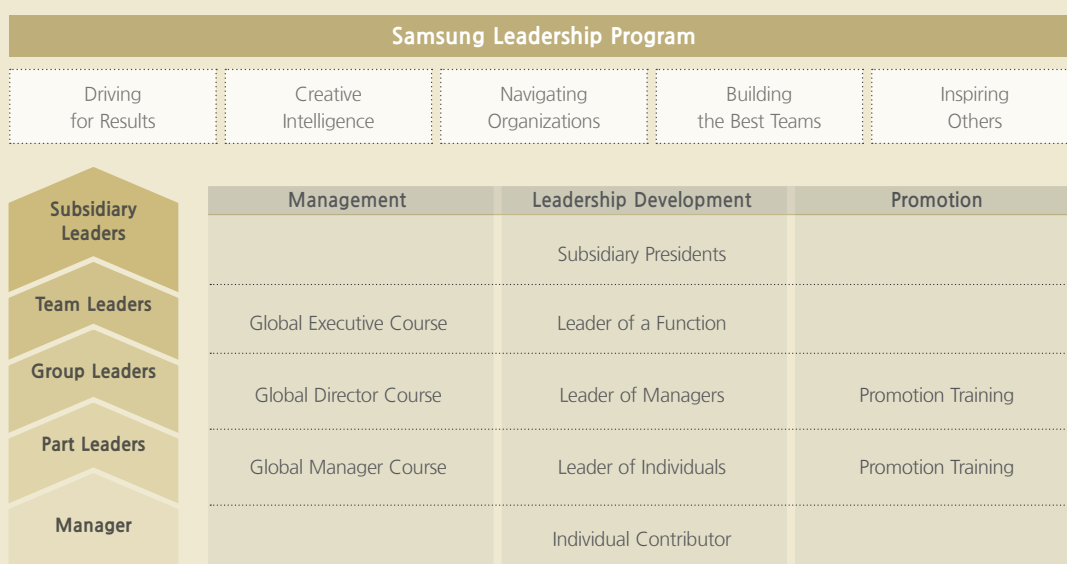 Samsung Leadership Program
Driving
for Results
Creative
Intelligence
Navigating
Organizations
Building
the Best Teams
Inspiring
Others
Subsidiary
Leaders
Team Leaders
Group Leaders
Part Leaders
Manager
Management
Leadership Development
Promotion
Subsidiary Presidents
Global Executive Course
Leader of a Function
Global Director Course
Leader of Managers
Promotion Training
Global Manager Course
Leader of Individuals
Promotion Training
Individual Contributor